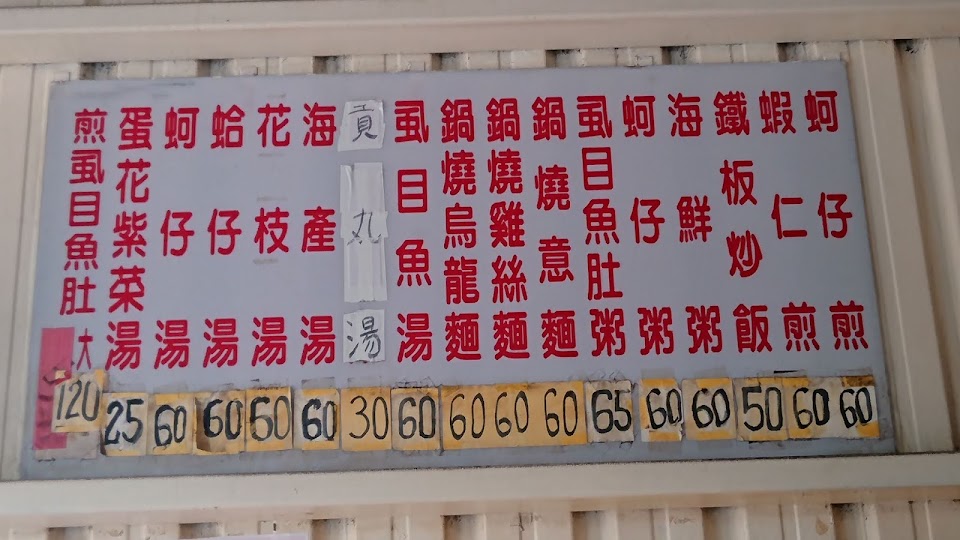 蚵仔煎 60
蝦仁煎 60
鐵板炒飯 50
海鮮粥 60
蚵仔粥 60
虱目魚肚粥 65
鍋燒意麵 60
鍋燒雞絲麵 60
鍋燒烏龍麵 60
虱目魚湯 60
貢丸湯 30
海產湯 60
花枝湯 60
蛤仔湯 60
蚵仔湯 60
蛋花紫菜湯 25
煎虱目魚肚 大 120